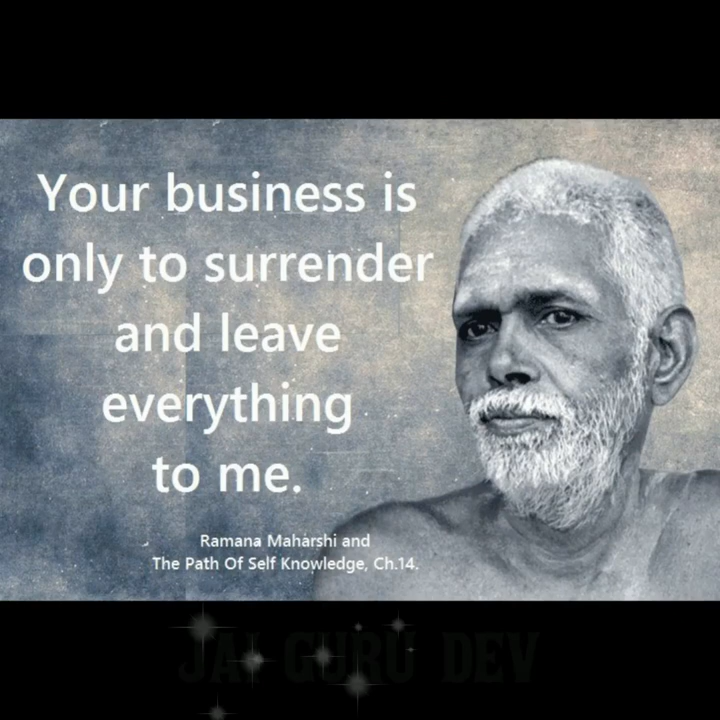 Your business is
only to surrender
and leave
everything
to me.
Ramana Maharshi and
The Path Of Self Knowledge, Ch.14.
JAI GURU DEV